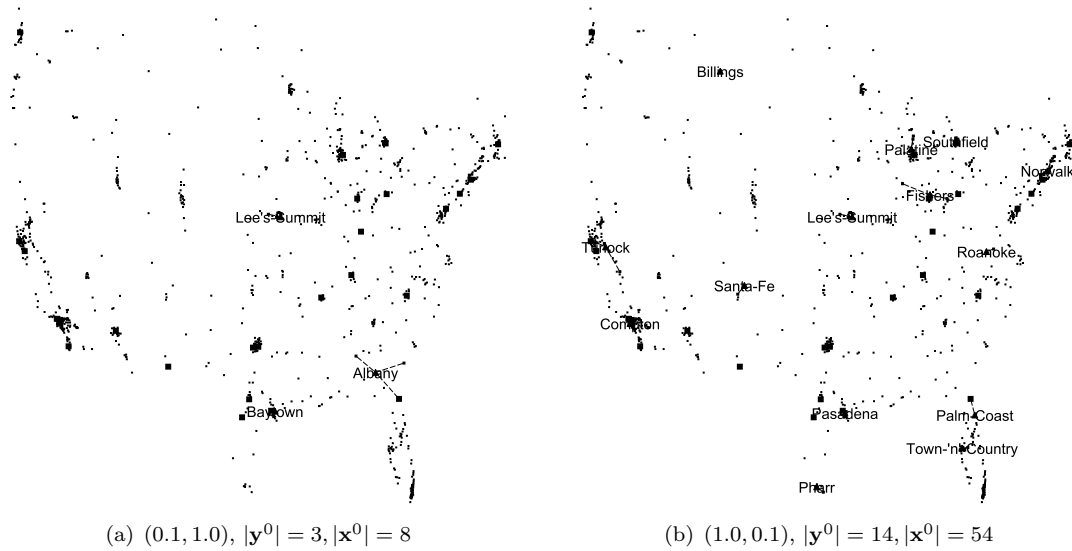 Lee's-Summit
Albany
Baytown
(a) (0.1, 1.0), |y⁰| = 3, |x⁰| = 8
Billings
Southfield
Palatine
Norwalk
Fishers
Lee's-Summit
Turlock
Roanoke
Santa-Fe
Compton
Pasadena
Palm-Coast
Town-'n'-Country
Pharr
(b) (1.0, 0.1), |y⁰| = 14, |x⁰| = 54